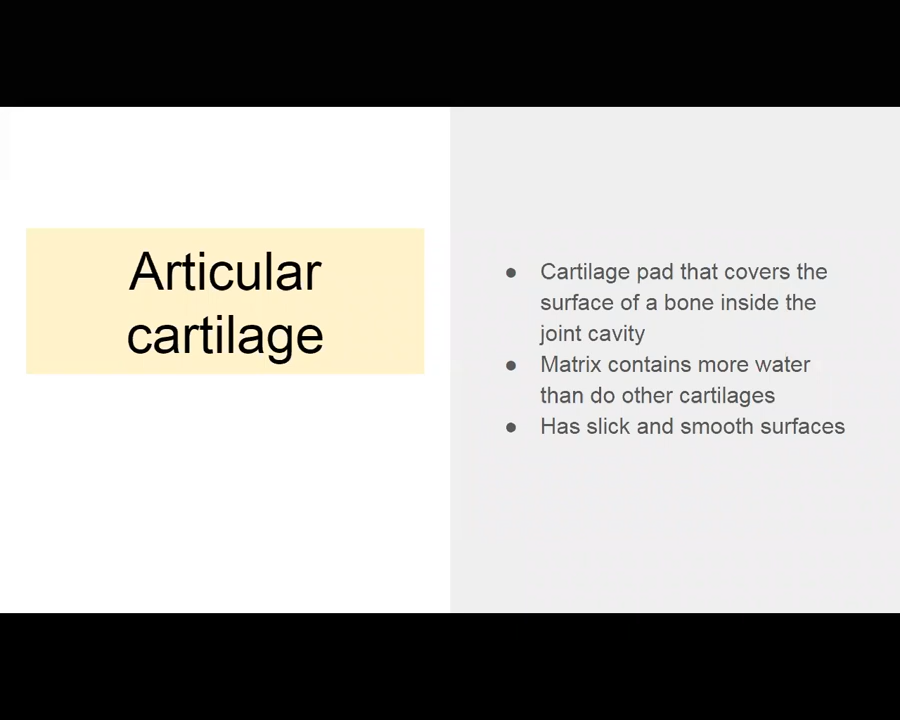 Articular
cartilage
● Cartilage pad that covers the
surface of a bone inside the
joint cavity
● Matrix contains more water
than do other cartilages
● Has slick and smooth surfaces